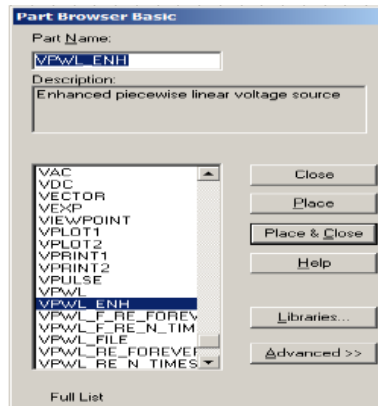 Part Browser Basic
Part Name:
VPWL_ENH
Description:
Enhanced piecewise linear voltage source
VAC
VDC
VECTOR
VEXP
VIEWPOINT
VPLOT1
VPLOT2
VPRINT1
VPRINT2
VPULSE
VPWL
VPWL_ENH
VPWL_F_RE_FOREV
VPWL_F_RE_N_TIM
VPWL_FILE
VPWL_RE_FOREVEI
VPWL_RE_N_TIMES
Close
Place
Place & Close
Help
Libraries...
Advanced >>
Full List